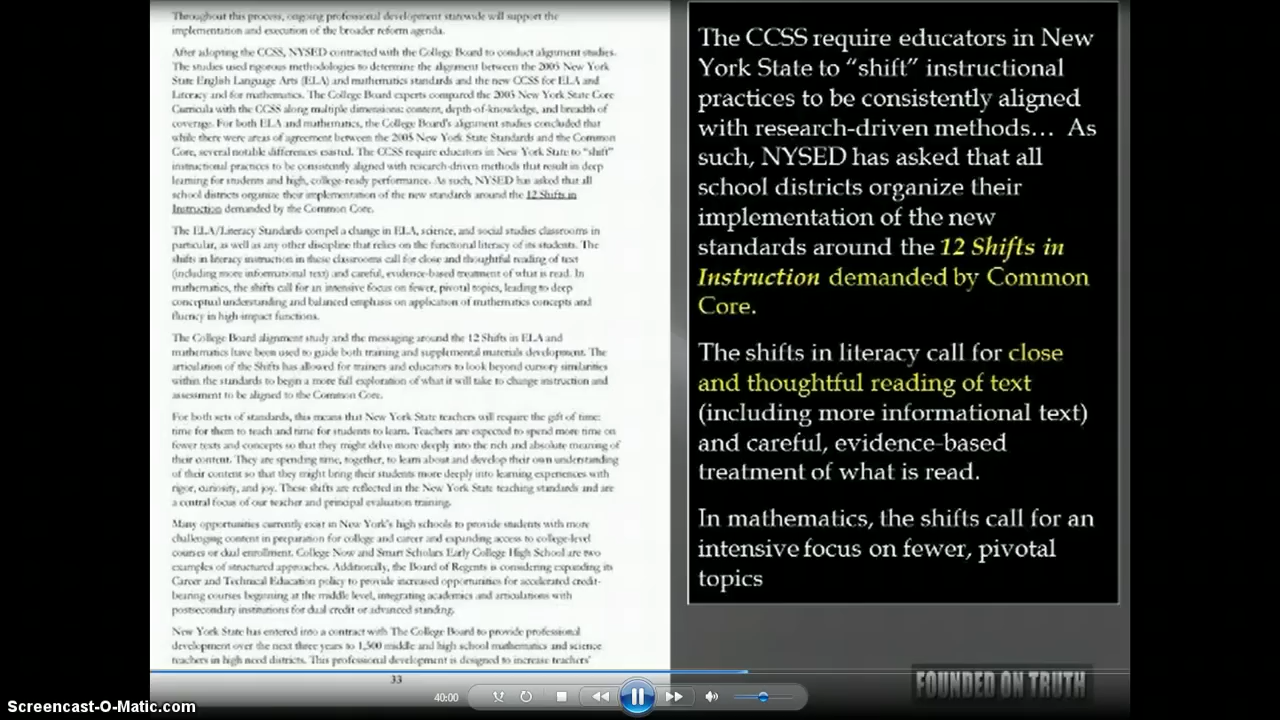 Throughout this process, ongoing professional development statewide will support the
implementation and execution of the broader reform agenda.
After adopting the CCSS, NYSED contracted with the College Board to conduct alignment studies.
The studies used rigorous methodologies to determine the alignment between the 2005 New York
State English Language Arts (ELA) and mathematics standards and the new CCSS for ELA and
Literacy and for mathematics. The College Board experts compared the 2005 New York State Core
Curricula with the CCSS along multiple dimensions: content, depth-of-knowledge, and breadth of
coverage. For both ELA and mathematics, the College Board's alignment studies concluded that
while there were areas of agreement between the 2005 New York State Standards and the Common
Core, several notable differences existed. The CCSS require educators in New York State to "shift"
instructional practices to be consistently aligned with research-driven methods that result in deep
learning for students and high, college-ready performance. As such, NYSED has asked that all
school districts organize their implementation of the new standards around the 12 Shifts in
Instruction demanded by the Common Core.
The ELA/Literacy Standards compel a change in ELA, science, and social studies classrooms in
particular, as well as any other discipline that relies on the functional literacy of its students. The
shifts in literacy instruction in these classrooms call for close and thoughtful reading of text
(including more informational text) and careful, evidence-based treatment of what is read. In
mathematics, the shifts call for an intensive focus on fewer, pivotal topics, leading to deep
conceptual understanding and balanced emphasis on application of mathematics concepts and
fluency in high-impact functions.
The College Board alignment study and the messaging around the 12 Shifts in ELA and
mathematics have been used to guide both training and supplemental materials development. The
articulation of the Shifts has allowed for trainers and educators to look beyond cursory similarities
within the standards to begin a more full exploration of what it will take to change instruction and
assessment to be aligned to the Common Core.
For both sets of standards, this means that New York State teachers will require the gift of time:
time for them to teach and time for students to learn. Teachers are expected to spend more time on
fewer texts and concepts so that they might delve more deeply into the rich and absolute meaning of
their content. They are spending time, together, to learn about and develop their own understanding
of their content so that they might bring their students more deeply into learning experiences with
rigor, curiosity, and joy. These shifts are reflected in the New York State teaching standards and are
a central focus of our teacher and principal evaluation training.
Many opportunities currently exist in New York's high schools to provide students with more
challenging content in preparation for college and career and expanding access to college-level
courses or dual enrollment. College Now and Smart Scholars Early College High School are two
examples of structured approaches. Additionally, the Board of Regents is considering expanding its
Career and Technical Education policy to provide increased opportunities for accelerated credit-
bearing courses beginning at the middle level, integrating academics and articulations with
postsecondary institutions for dual credit or advanced standing.
New York State has entered into a contract with The College Board to provide professional
development over the next three years to 1,500 middle and high school mathematics and science
teachers in high need districts. This professional development is designed to increase teachers'
33
The CCSS require educators in New
York State to “shift” instructional
practices to be consistently aligned
with research-driven methods… As
such, NYSED has asked that all
school districts organize their
implementation of the new
standards around the 12 Shifts in
Instruction demanded by Common
Core.
The shifts in literacy call for close
and thoughtful reading of text
(including more informational text)
and careful, evidence-based
treatment of what is read.
In mathematics, the shifts call for an
intensive focus on fewer, pivotal
topics
FOUNDED ON TRUTH
40:00
Screencast-O-Matic.com